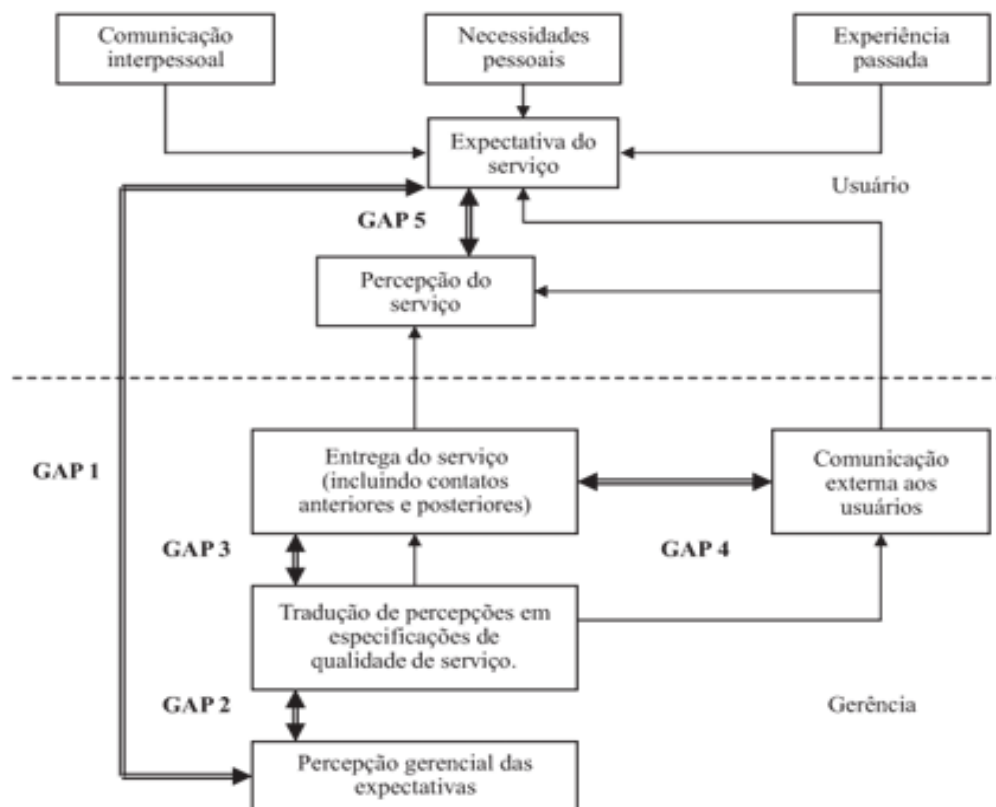 Comunicação
interpessoal
Necessidades
pessoais
Experiência
passada
Expectativa do
serviço
Usuário
GAP 5
Percepção do
serviço
GAP 1
Entrega do serviço
(incluindo contatos
anteriores e posteriores)
Comunicação
externa aos
usuários
GAP 3
GAP 4
Tradução de percepções em
especificações de
qualidade de serviço.
GAP 2
Gerência
Percepção gerencial das
expectativas